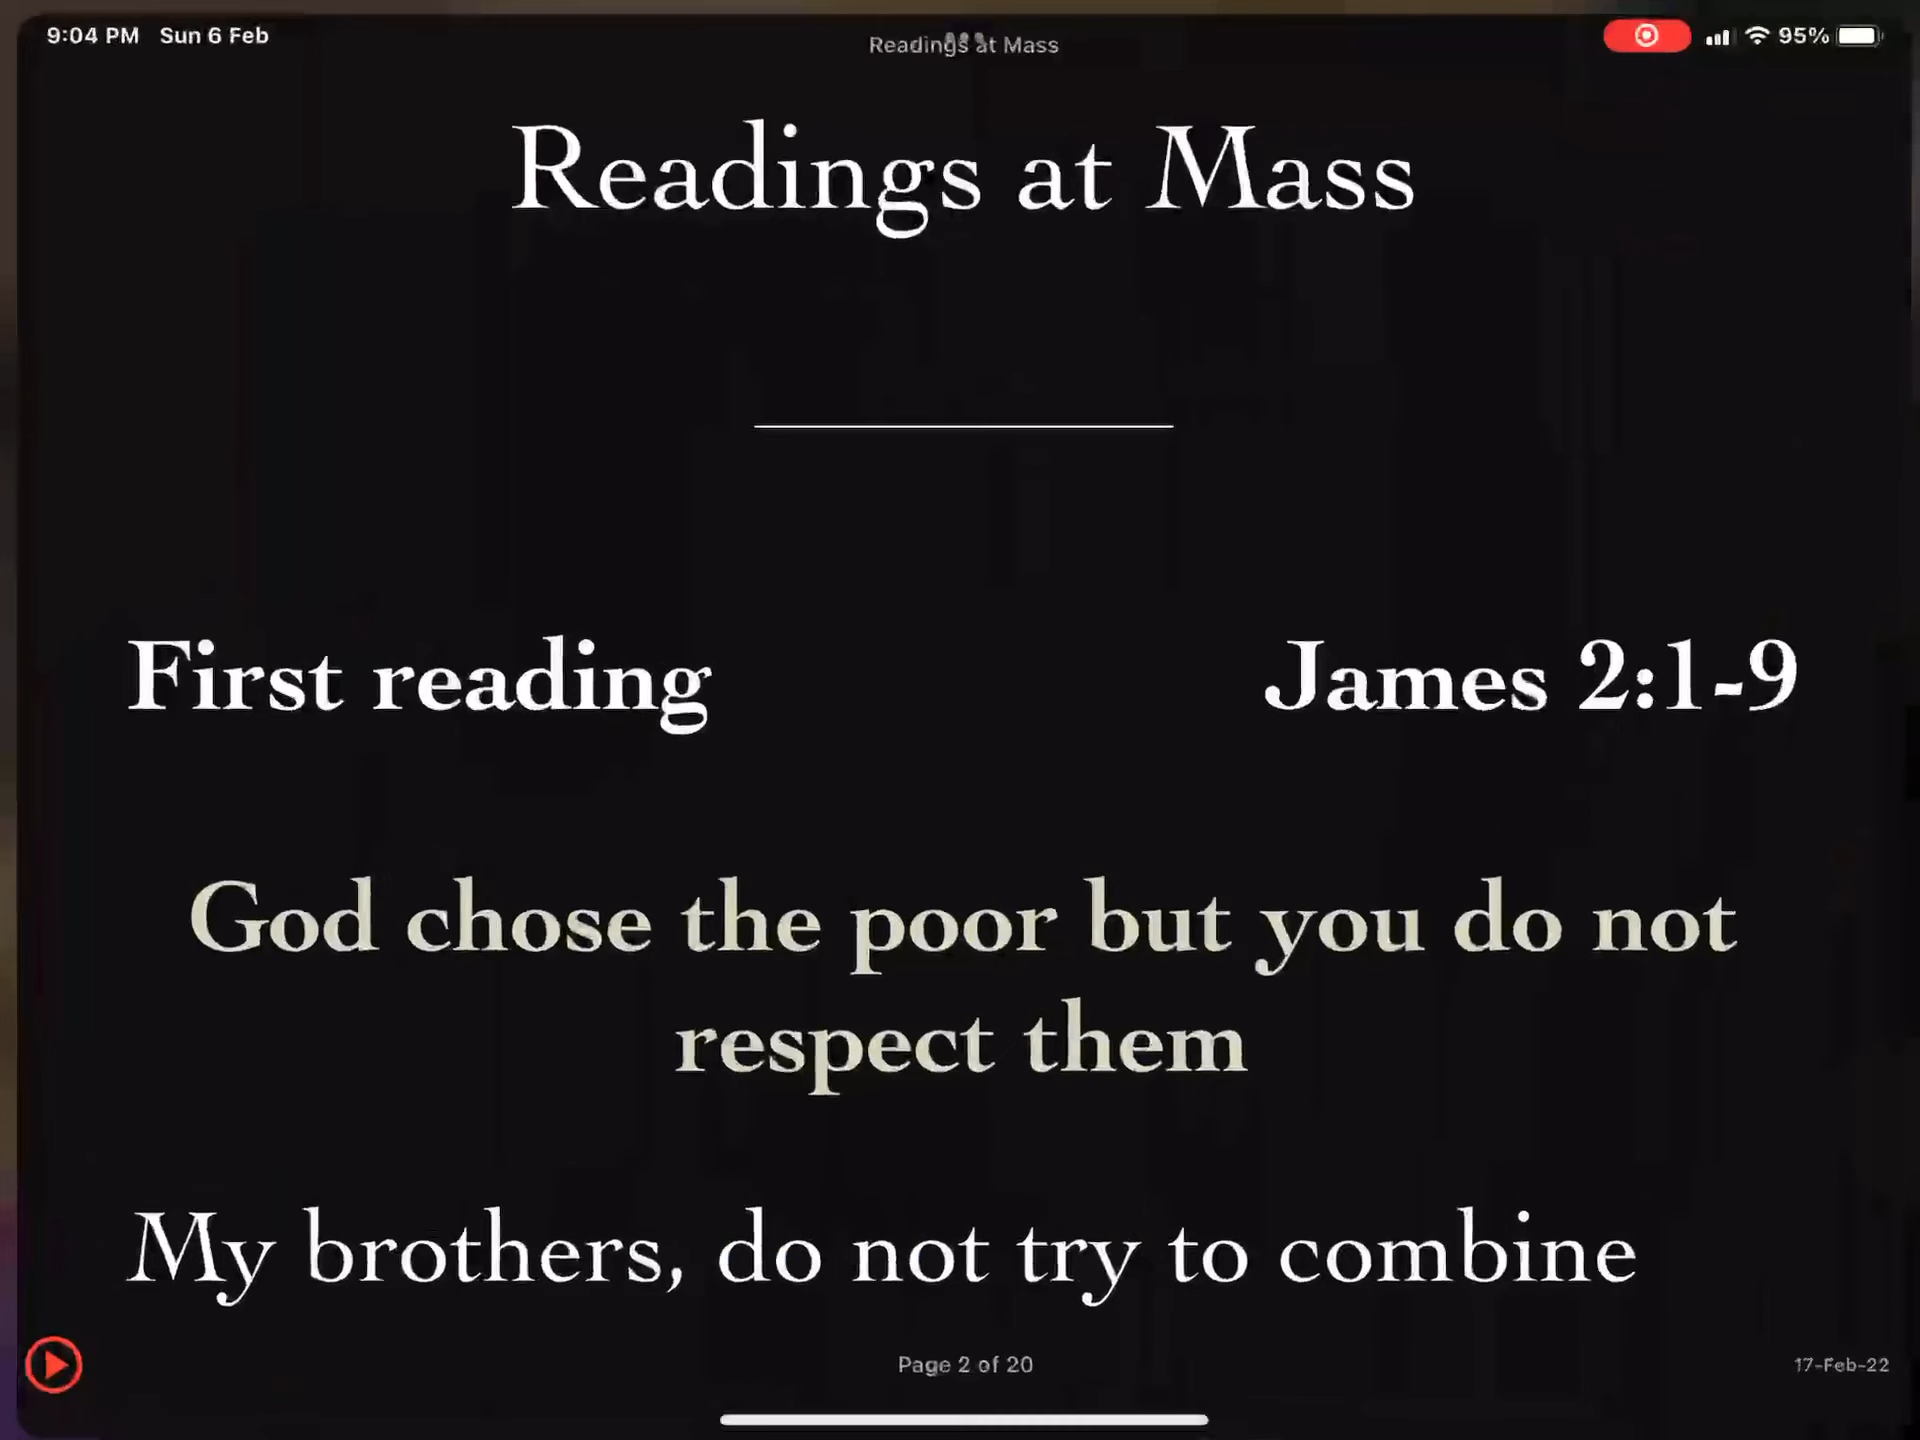 9:04 PM Sun 6 Feb
Readings at Mass
95%
Readings at Mass
First reading James 2:1-9
God chose the poor but you do not
respect them
My brothers, do not try to combine
Page 2 of 20
17-Feb-22